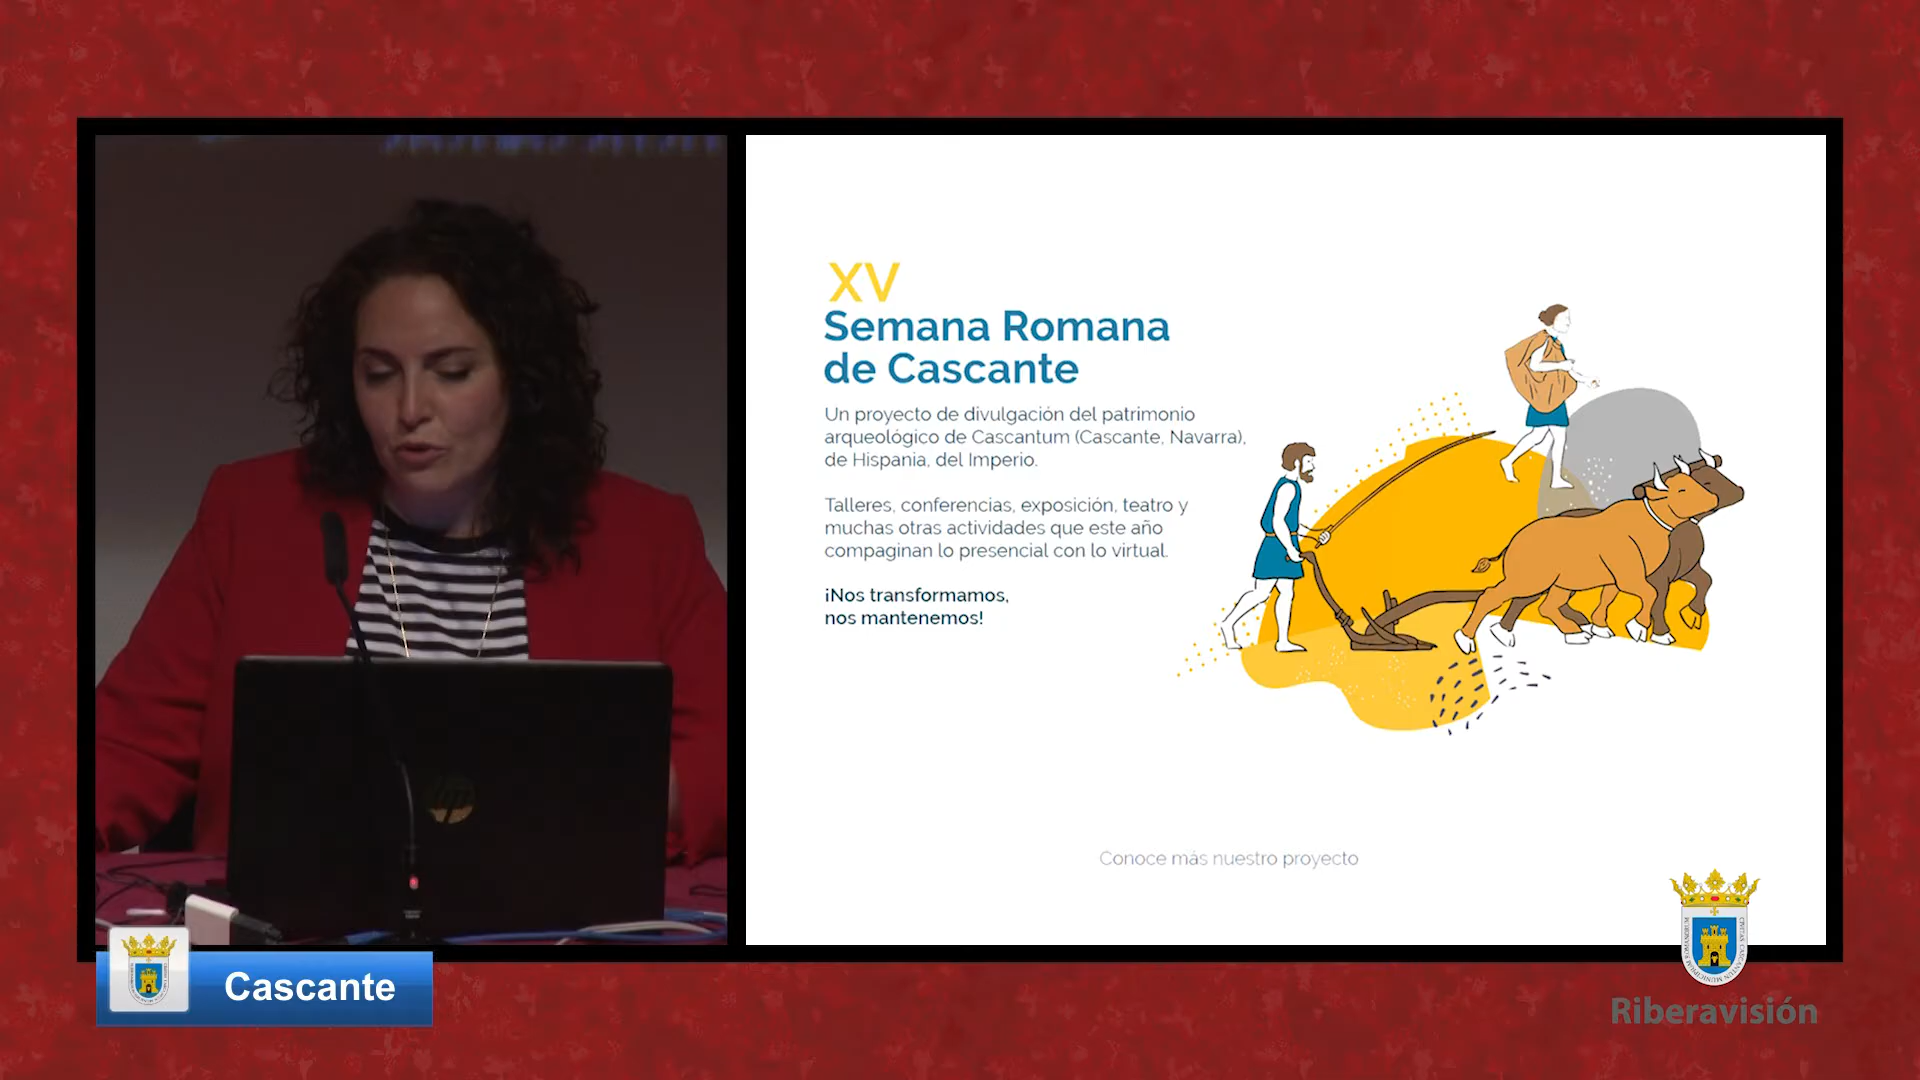 XV
Semana Romana
de Cascante
Un proyecto de divulgación del patrimonio
arqueológico de Cascantum (Cascante, Navarra),
de Hispania, del Imperio.
Talleres, conferencias, exposición, teatro y
muchas otras actividades que este año
compaginan lo presencial con lo virtual.
¡Nos transformamos,
nos mantenemos!
Conoce más nuestro proyecto
hp
Cascante
Riberavisión